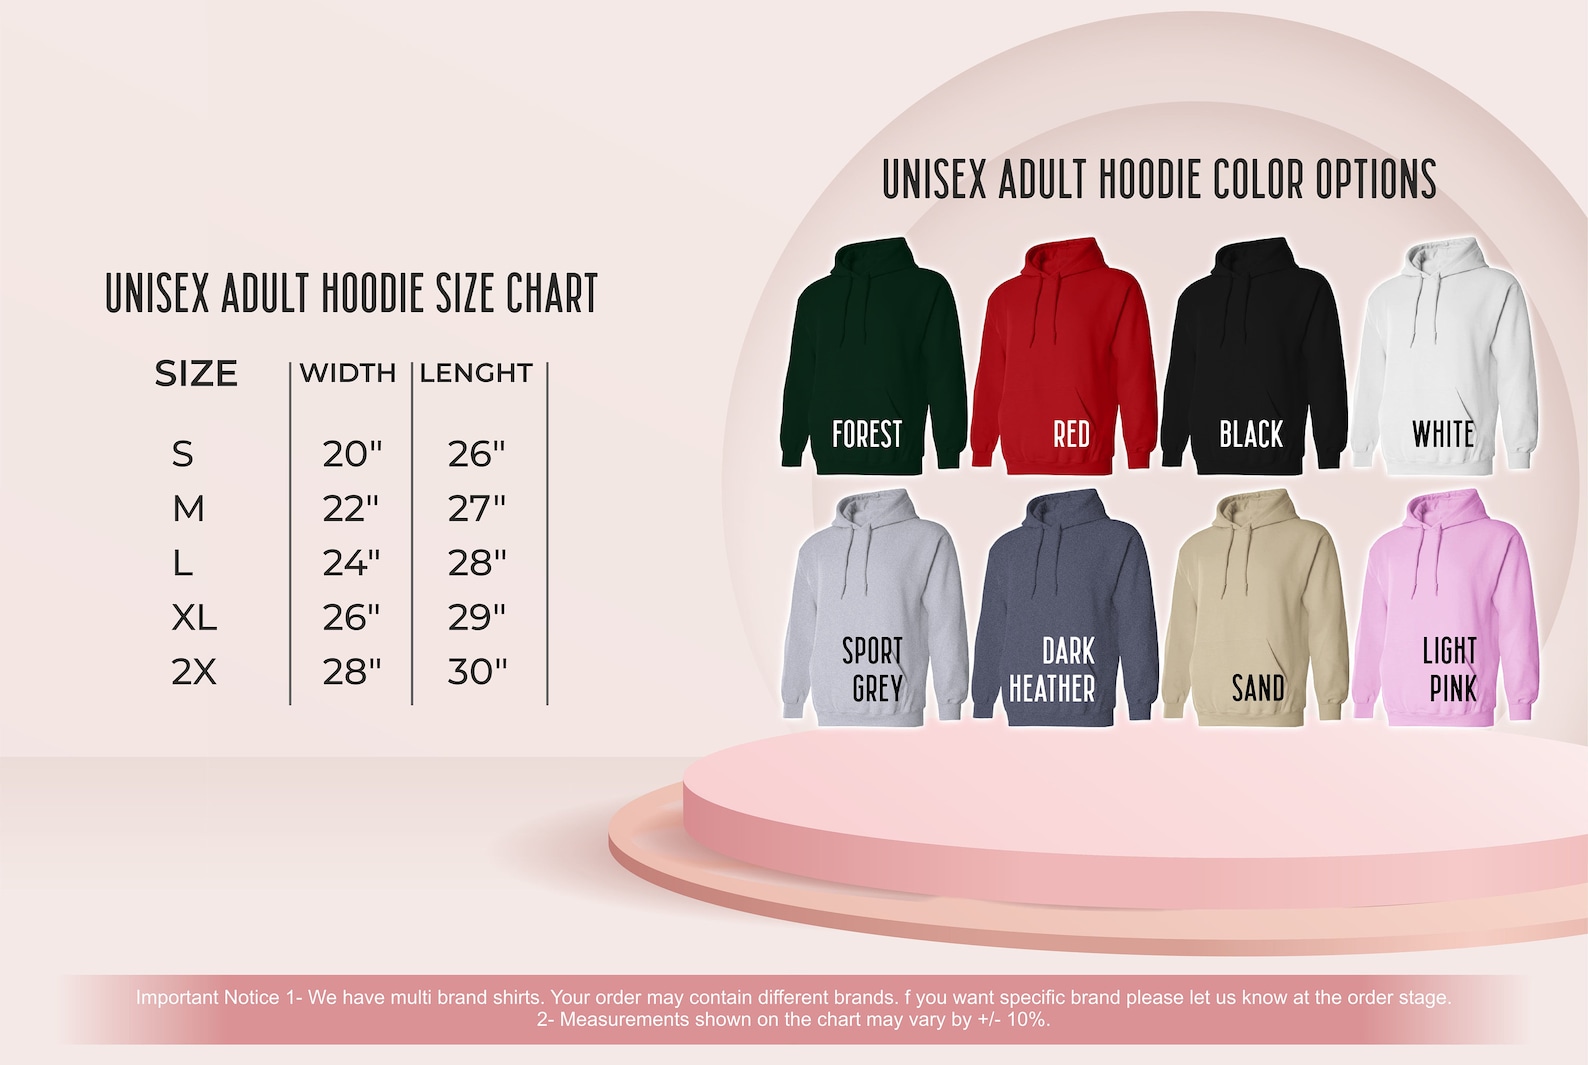 UNISEX ADULT HOODIE SIZE CHART
SIZE WIDTH LENGHT
S 20" 26"
M 22" 27"
L 24" 28"
XL 26" 29"
2X 28" 30"
UNISEX ADULT HOODIE COLOR OPTIONS
FOREST RED BLACK WHITE
SPORT
GREY
DARK
HEATHER
SAND
LIGHT
PINK
Important Notice 1- We have multi brand shirts. Your order may contain different brands. f you want specific brand please let us know at the order stage.
2- Measurements shown on the chart may vary by +/- 10%.